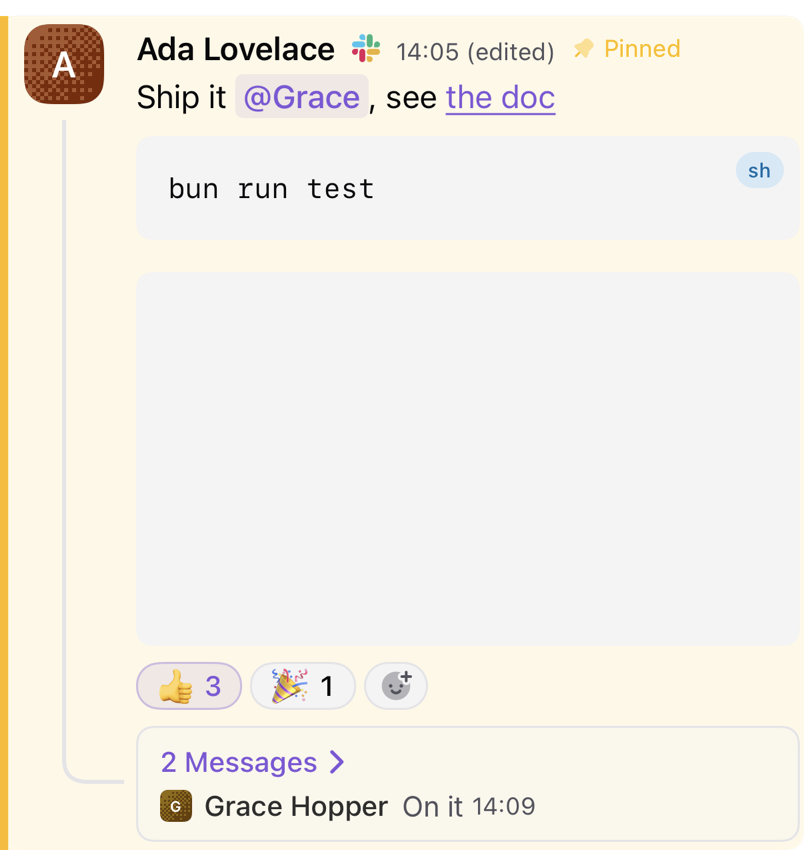 A
Ada Lovelace 14:05 (edited) Pinned
Ship it @Grace, see the doc
sh
bun run test
3 1
2 Messages
G
Grace Hopper On it 14:09